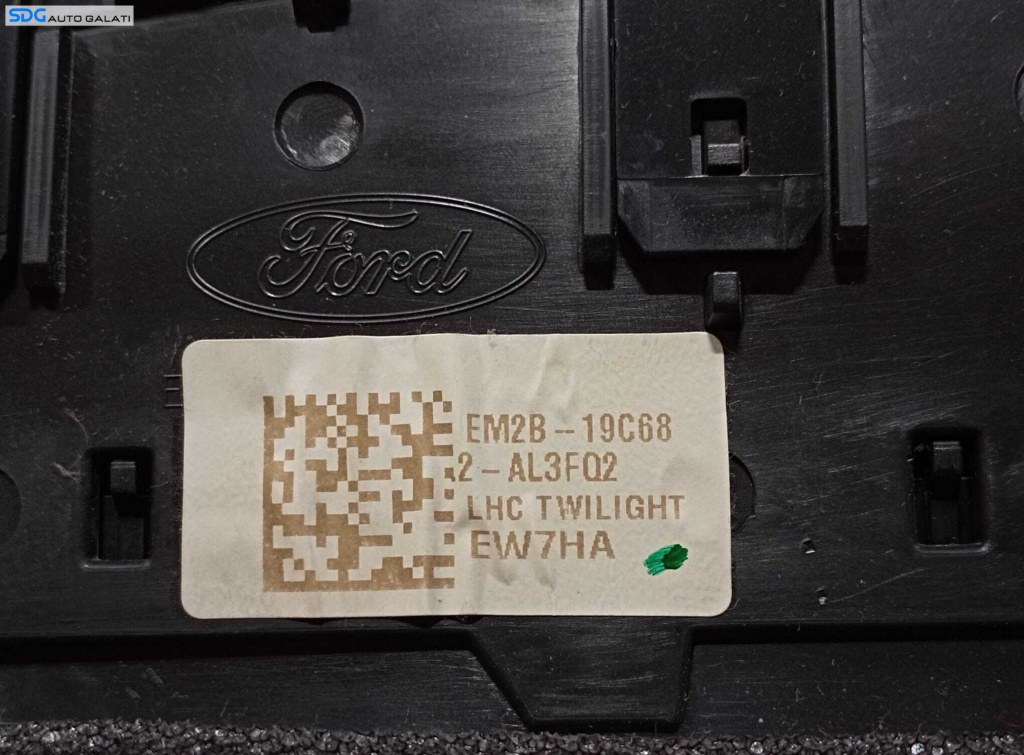 SDG AUTO GALATI
Ford
EM2B-19C68
2-AL3FQ2
LHC TWILIGHT
EW7HA